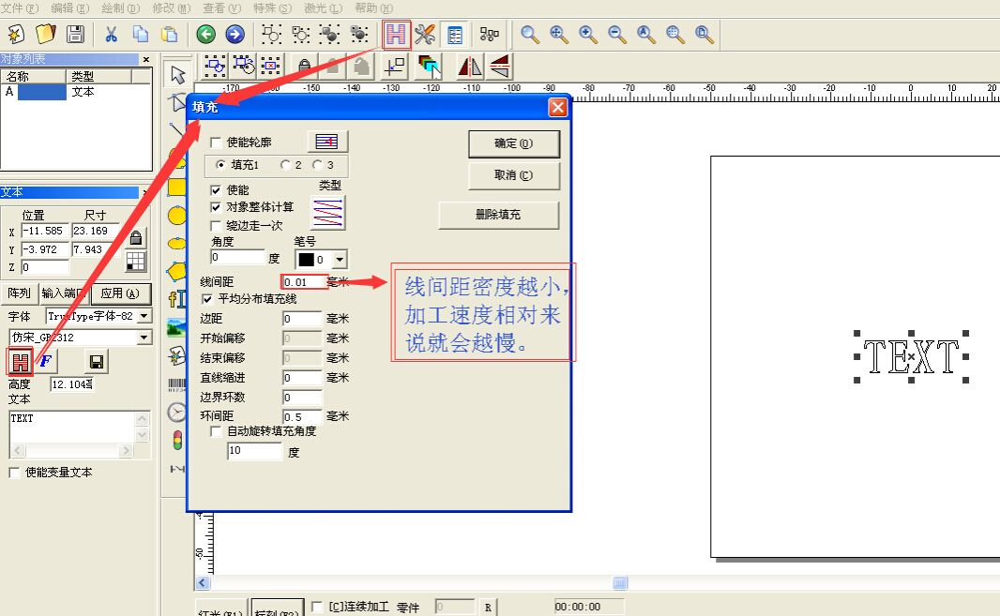 文件(F) 编辑(E) 绘制(D) 修改(M) 查看(V) 特殊(S) 激光(L) 帮助(H)
对象列表
名称 类型
A 文本
文本
位置 尺寸
X -11.585 23.169
Y -3.972 7.943
Z 0
阵列 输入端口 应用(A)
字体 TrueType字体-82
仿宋_GB2312
高度 12.104
文本
TEXT
使能变量文本
-170 -160 -150 -140 -130 -120 -110 -100 -90 -80 -70 -60 -50 -40 -30 -20 -10 0 10 20
填充
使能轮廓
填充1 2 3
使能 类型
对象整体计算
绕边走一次
角度 笔号
0 度 0
线间距 0.01 毫米
平均分布填充线
边距 0 毫米
开始偏移 0 毫米
结束偏移 0 毫米
直线缩进 0 毫米
边界环数 0
环间距 0.5 毫米
自动旋转填充角度
10 度
确定(O)
取消(C)
删除填充
线间距密度越小，
加工速度相对来
说就会越慢。
TEXT
-50
红光(F1) 标刻(F2) [C]连续加工 零件 0 R 00:00:00